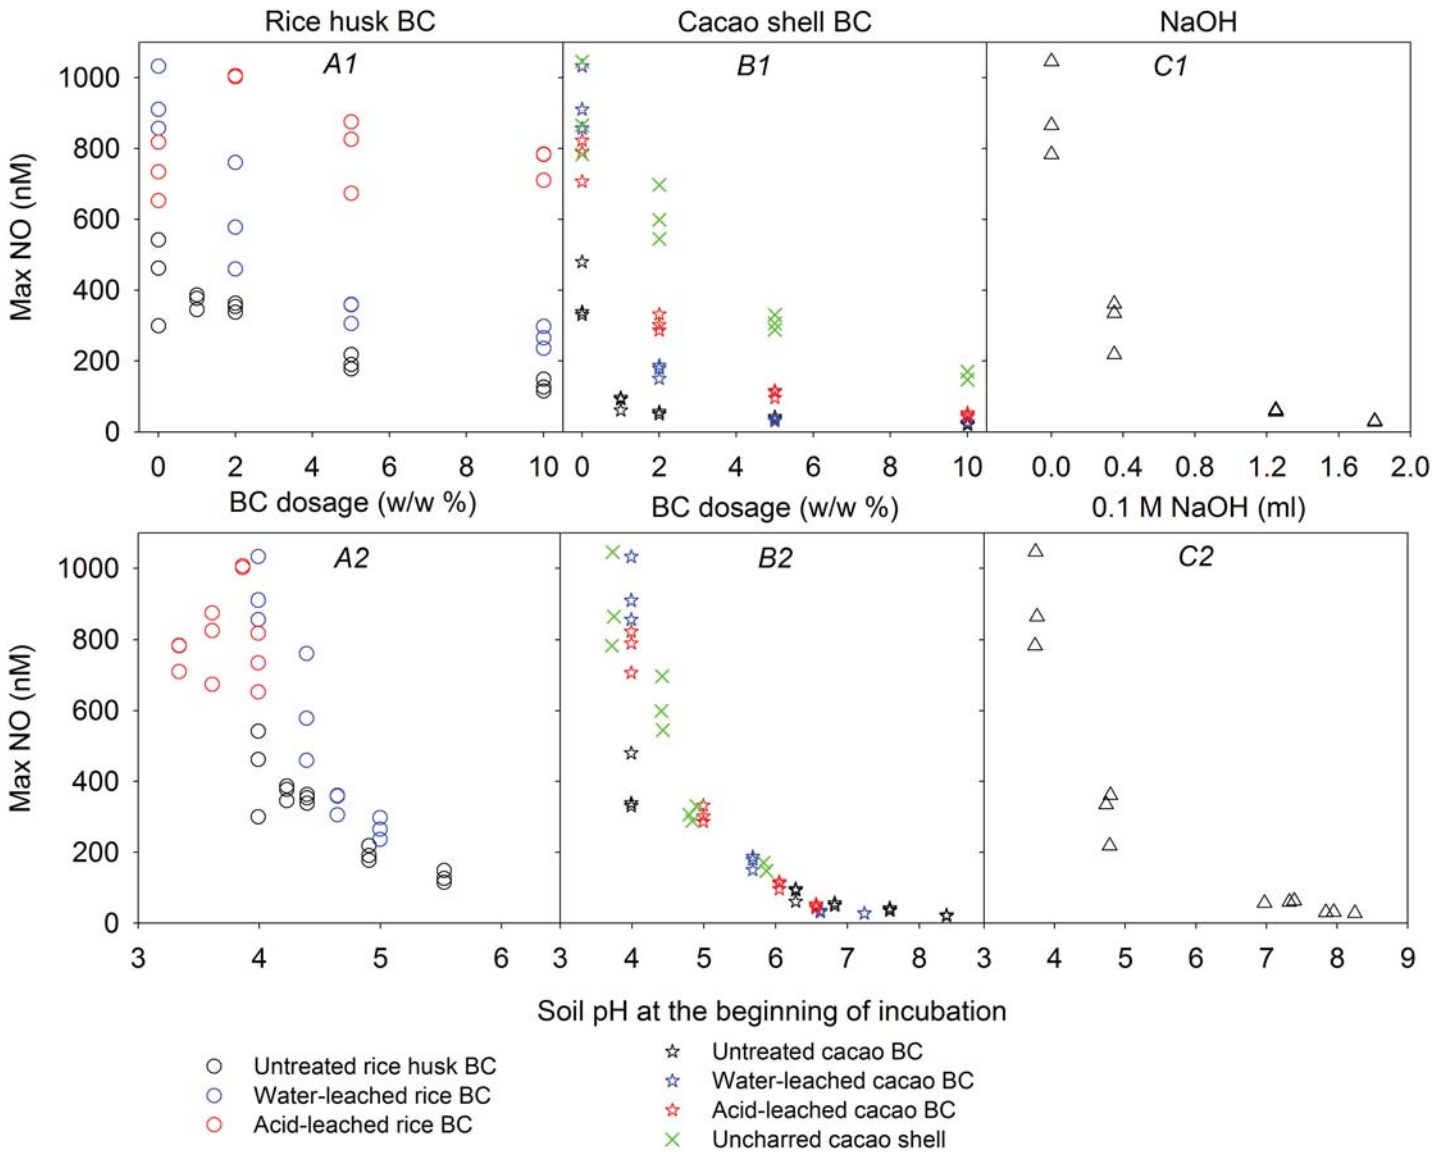 Rice husk BC Cacao shell BC NaOH
A1 B1 C1
Max NO (nM)
1000
800
600
400
200
0
0 2 4 6 8 10 0 2 4 6 8 10 0.0 0.4 0.8 1.2 1.6 2.0
BC dosage (w/w %) BC dosage (w/w %) 0.1 M NaOH (ml)
A2 B2 C2
Max NO (nM)
1000
800
600
400
200
0
3 4 5 6 3 4 5 6 7 8 3 4 5 6 7 8 9
Soil pH at the beginning of incubation
Untreated rice husk BC
Water-leached rice BC
Acid-leached rice BC
Untreated cacao BC
Water-leached cacao BC
Acid-leached cacao BC
Uncharred cacao shell